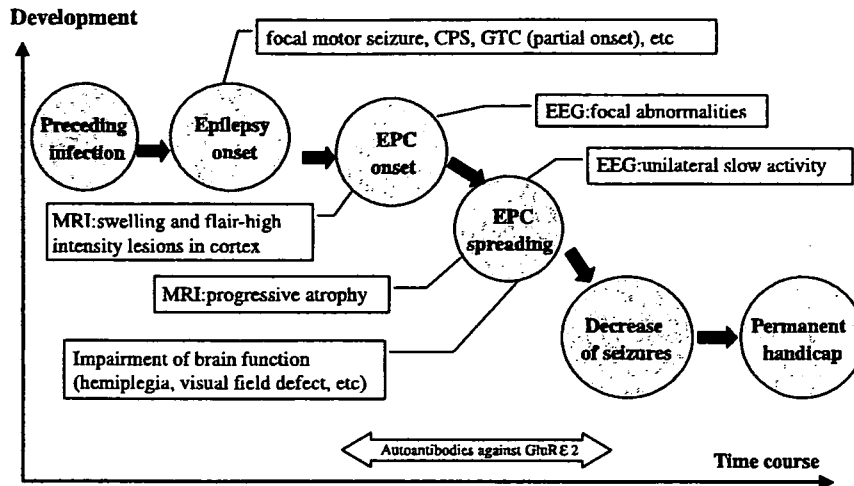 Development
focal motor seizure, CPS, GTC (partial onset), etc
Preceding
infection
Epilepsy
onset
EPC
onset
EEG:focal abnormalities
EEG:unilateral slow activity
MRI:swelling and flair-high
intensity lesions in cortex
EPC
spreading
MRI:progressive atrophy
Impairment of brain function
(hemiplegia, visual field defect, etc)
Decrease
of seizures
Permanent
handicap
Autoantibodies against GluR ε 2
Time course